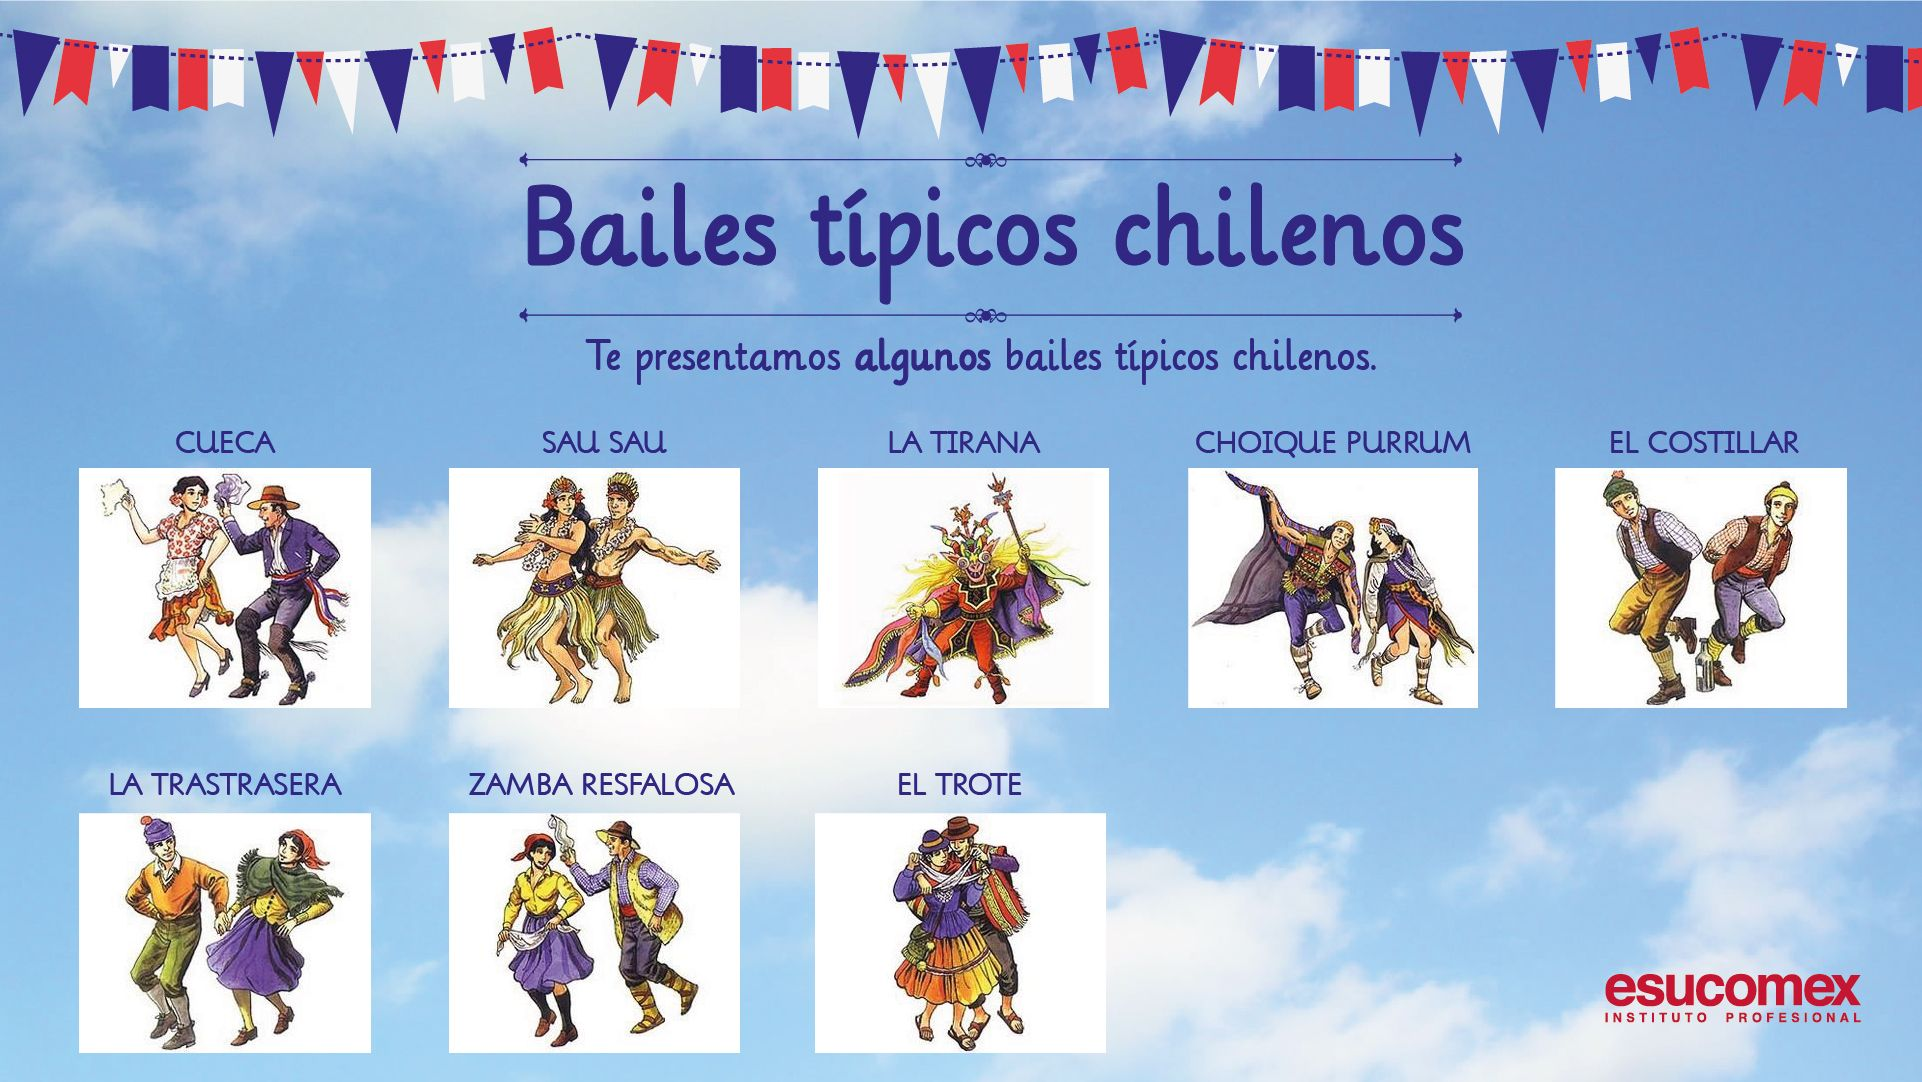 Bailes típicos chilenos
Te presentamos algunos bailes típicos chilenos.
CUECA
SAU SAU
LA TIRANA
CHOIQUE PURRUM
EL COSTILLAR
LA TRASTRASERA
ZAMBA RESFALOSA
EL TROTE
esucomex
INSTITUTO PROFESIONAL